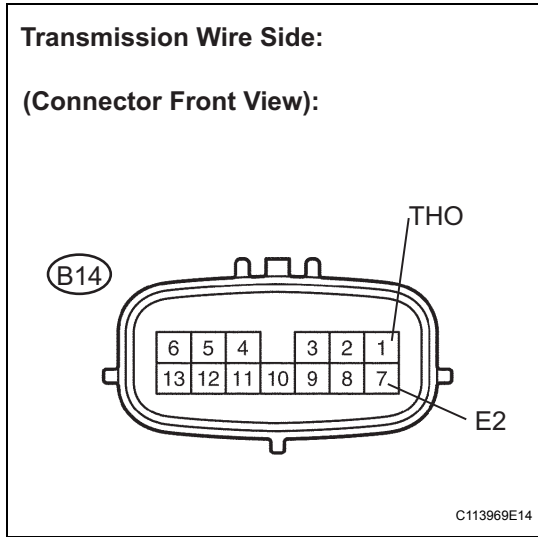 Transmission Wire Side:
(Connector Front View):
THO
B14
6 5 4 3 2 1
13 12 11 10 9 8 7
E2
C113969E14